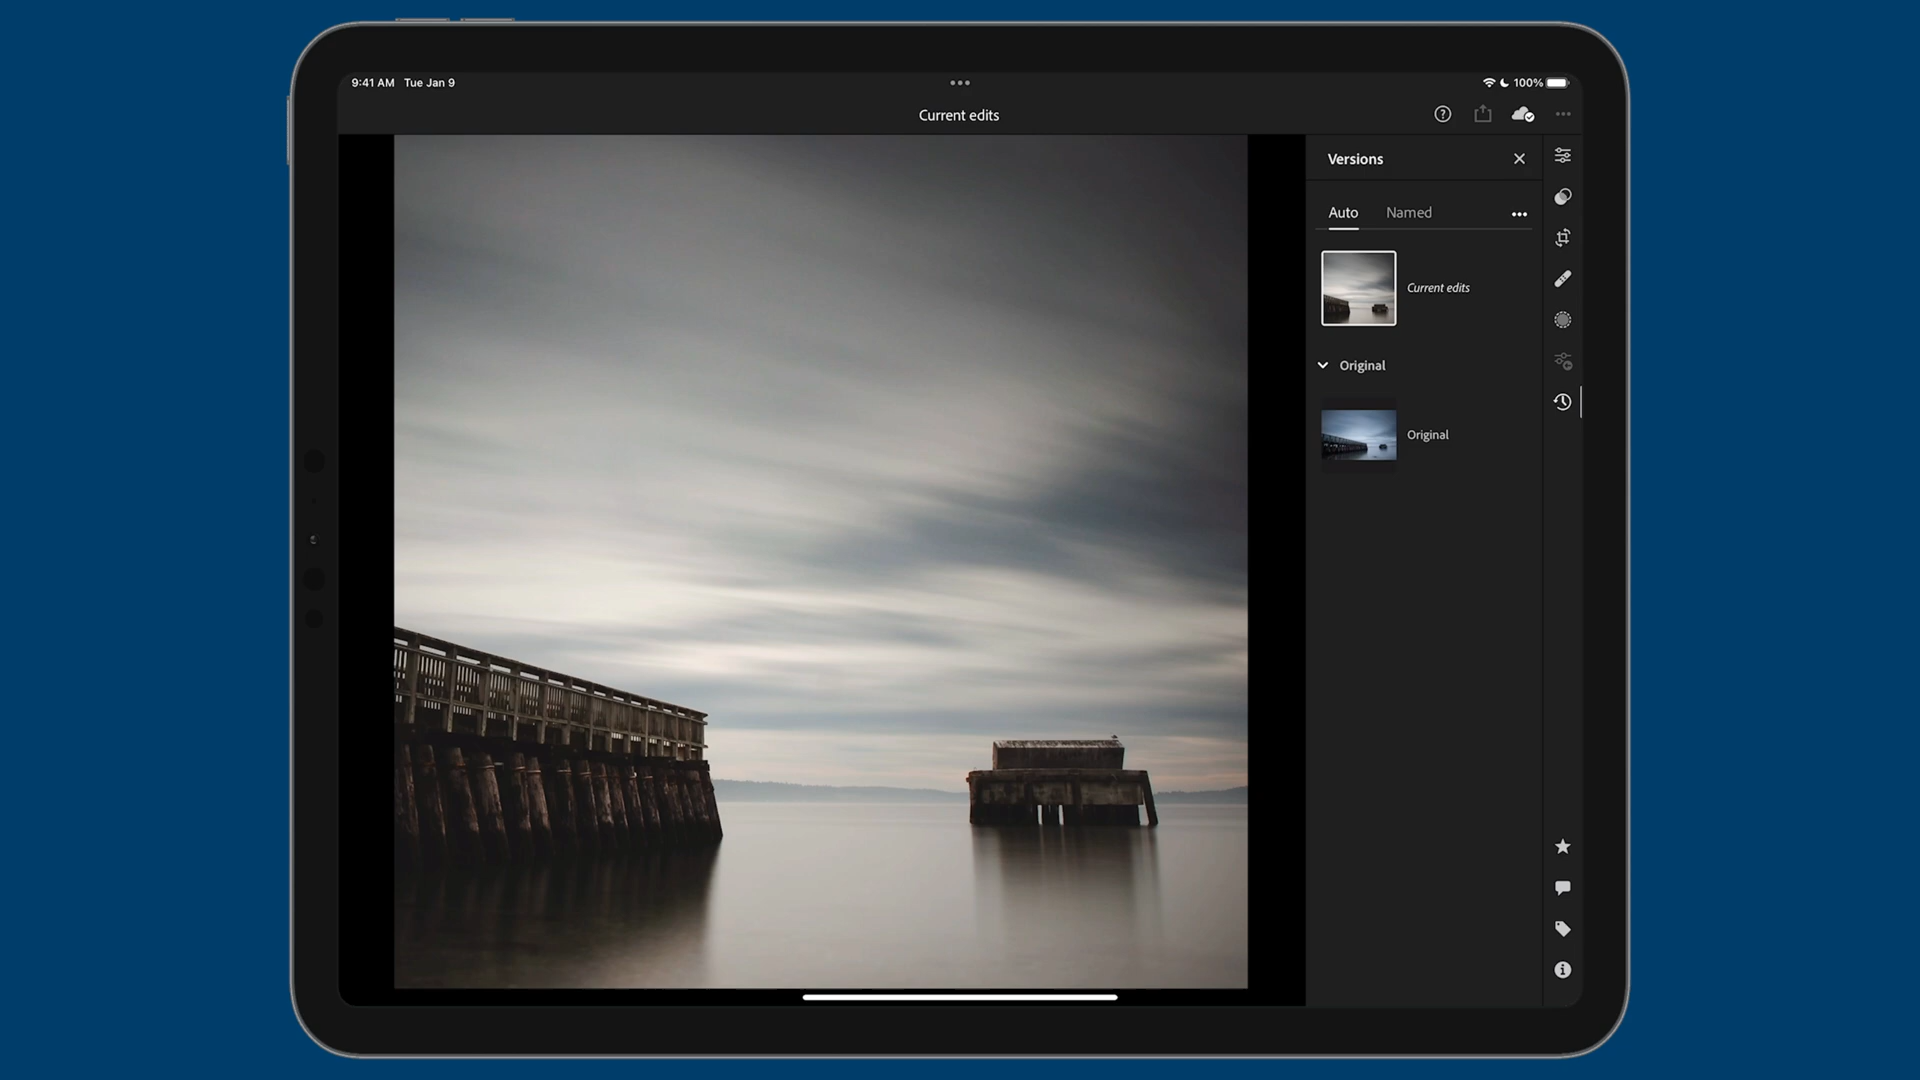 9:41 AM Tue Jan 9
100%
Current edits
Versions
Auto Named
Current edits
Original
Original